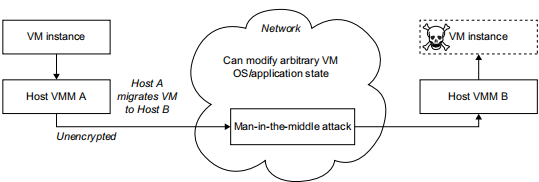 VM instance
Host VMM A
Host A
migrates VM
to Host B
Unencrypted
Network
Can modify arbitrary VM
OS/application state
Man-in-the-middle attack
VM instance
Host VMM B